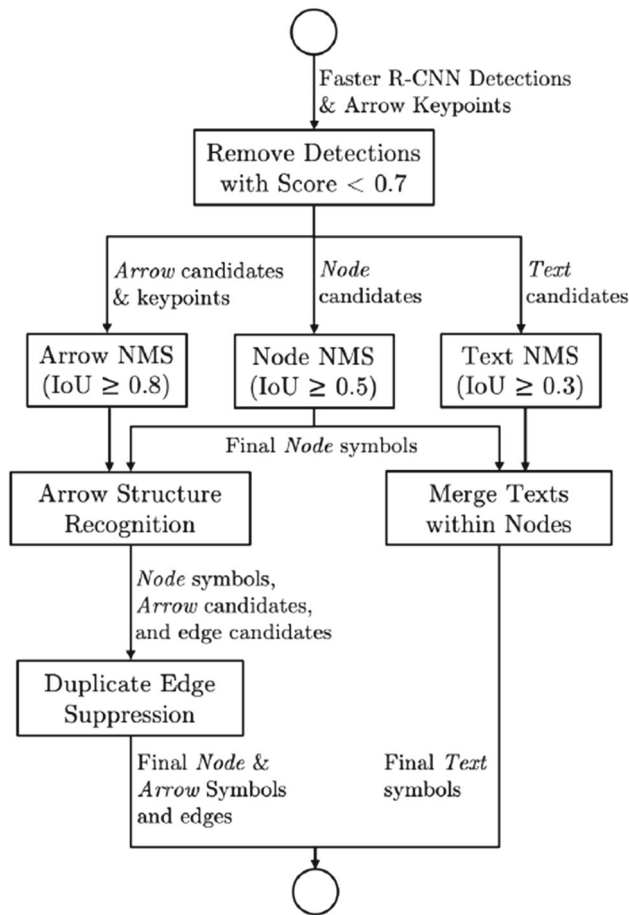 Faster R-CNN Detections
& Arrow Keypoints
Remove Detections
with Score < 0.7
Arrow candidates
& keypoints
Node
candidates
Text
candidates
Arrow NMS
(IoU ≥ 0.8)
Node NMS
(IoU ≥ 0.5)
Text NMS
(IoU ≥ 0.3)
Final Node symbols
Arrow Structure
Recognition
Merge Texts
within Nodes
Node symbols,
Arrow candidates,
and edge candidates
Duplicate Edge
Suppression
Final Node &
Arrow Symbols
and edges
Final Text
symbols